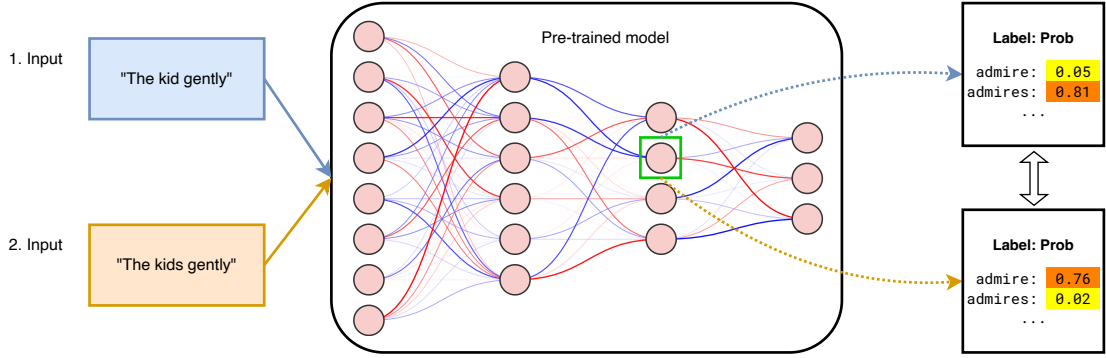 Pre-trained model
1. Input
"The kid gently"
2. Input
"The kids gently"
Label: Prob
admire: 0.05
admires: 0.81
...
Label: Prob
admire: 0.76
admires: 0.02
...